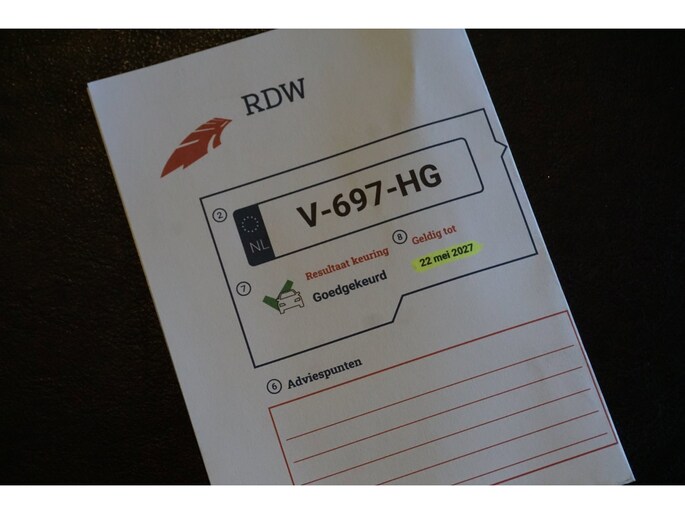 RDW
2
NL
V-697-HG
7
Resultaat keuring
Goedgekeurd
8
Geldig tot
22 mei 2027
6 Adviespunten